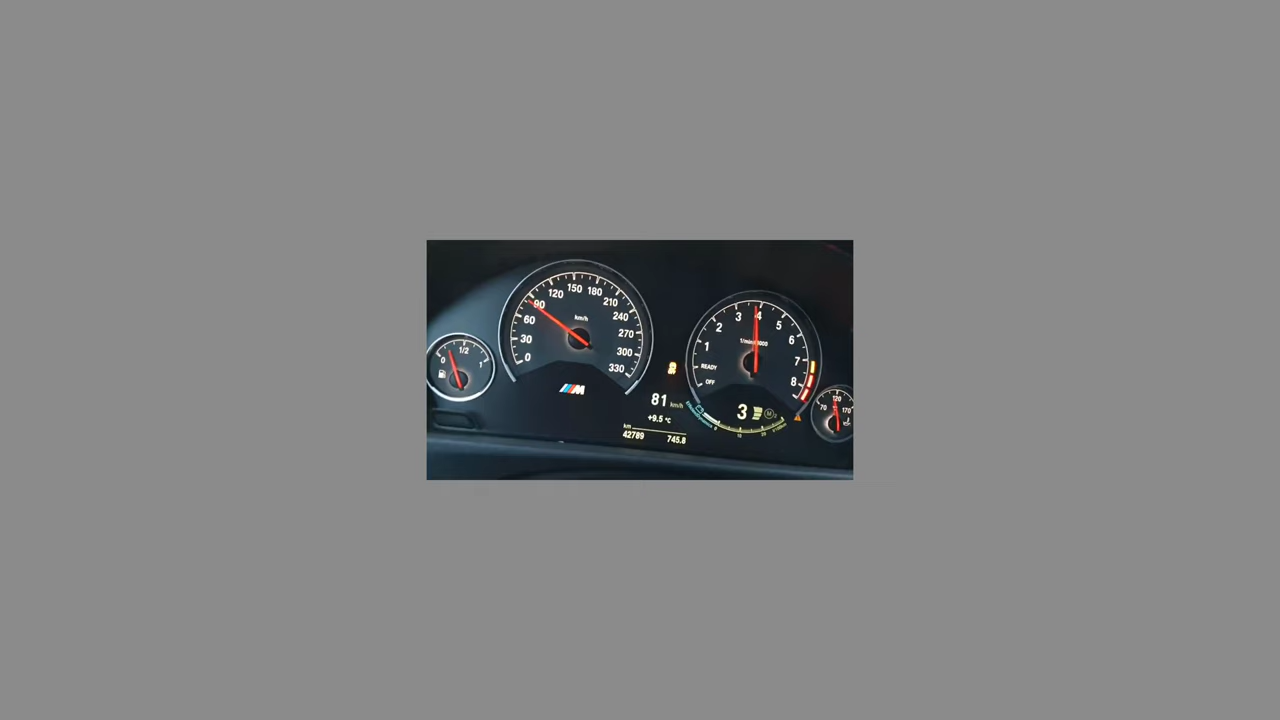 0 1/2 1
0 30 60 90 120 150 180 210 240 270 300 330
km/h
M
OFF
81 km/h
+9.5 °C
km
42789 745.8
OFF READY 1 2 3 4 5 6 7 8
3
M
70 120 170